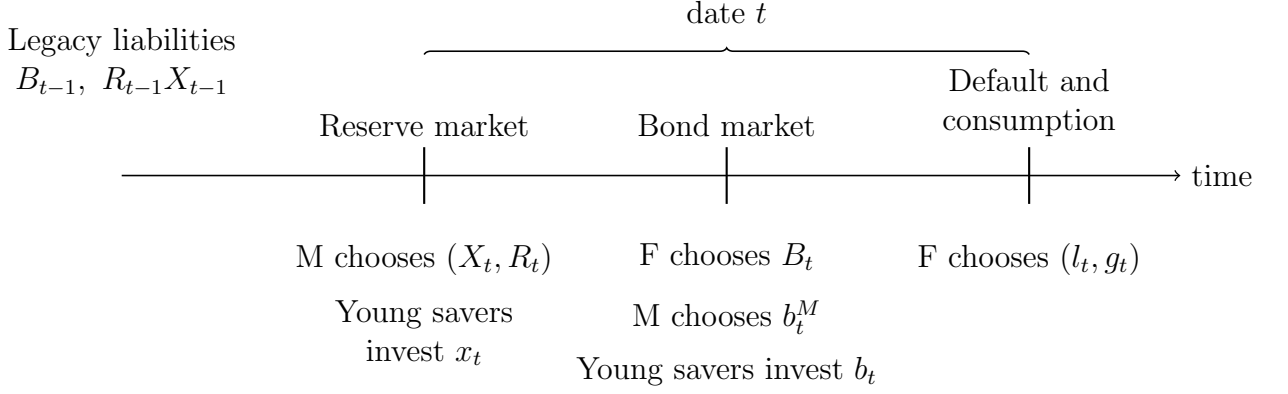 date t
Legacy liabilities
B_{t-1}, R_{t-1}X_{t-1}
Default and
consumption
Reserve market
Bond market
time
M chooses (X_t, R_t)
F chooses B_t
F chooses (l_t, g_t)
Young savers
invest x_t
M chooses b_t^M
Young savers invest b_t